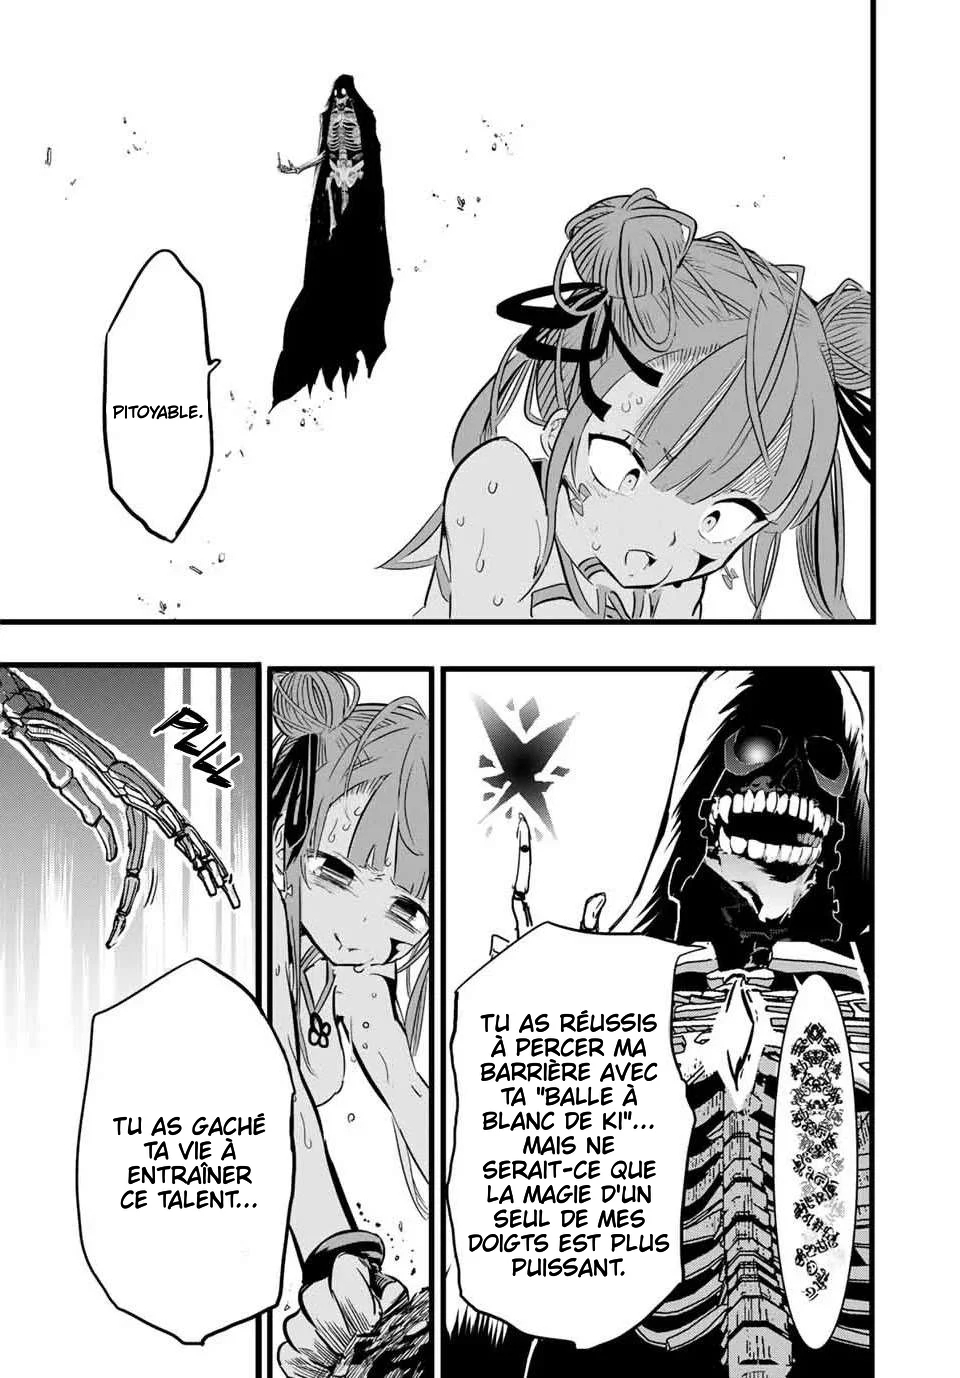 PITOYABLE.
TU AS RÉUSSIS
À PERCER MA
BARRIÈRE AVEC
TA "BALLE À
BLANC DE KI"...
MAIS NE
SERAIT-CE QUE
LA MAGIE D'UN
SEUL DE MES
DOIGTS EST PLUS
PUISSANT.
TU AS GACHÉ
TA VIE À
ENTRAÎNER
CE TALENT...